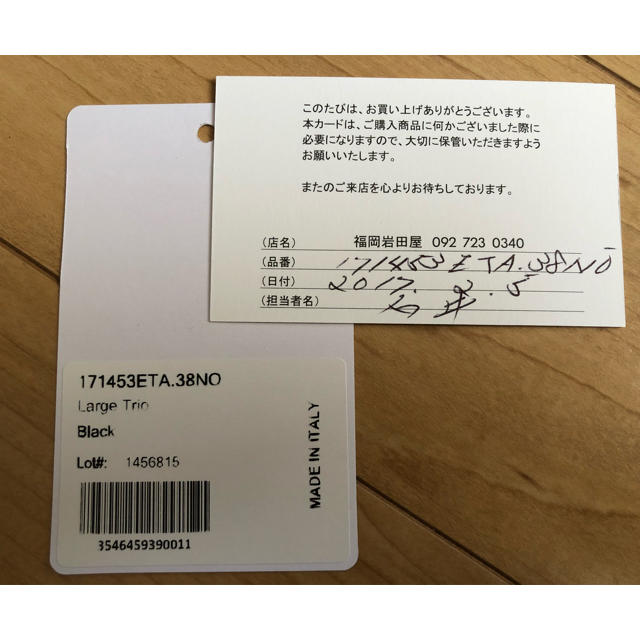 このたびは、お買い上げありがとうございます。
本カードは、ご購入商品に何かございました際に
必要になりますので、大切に保管いただきますよう
お願いいたします。
またのご来店を心よりお待ちしております。
(店名) 福岡岩田屋 092 723 0340
(品番) 171453ETA.38NO
(日付) 2017. 2. 5
(担当者名) 石井
171453ETA.38NO
Large Trio
Black
Lot#: 1456815
3546459390011
MADE IN ITALY